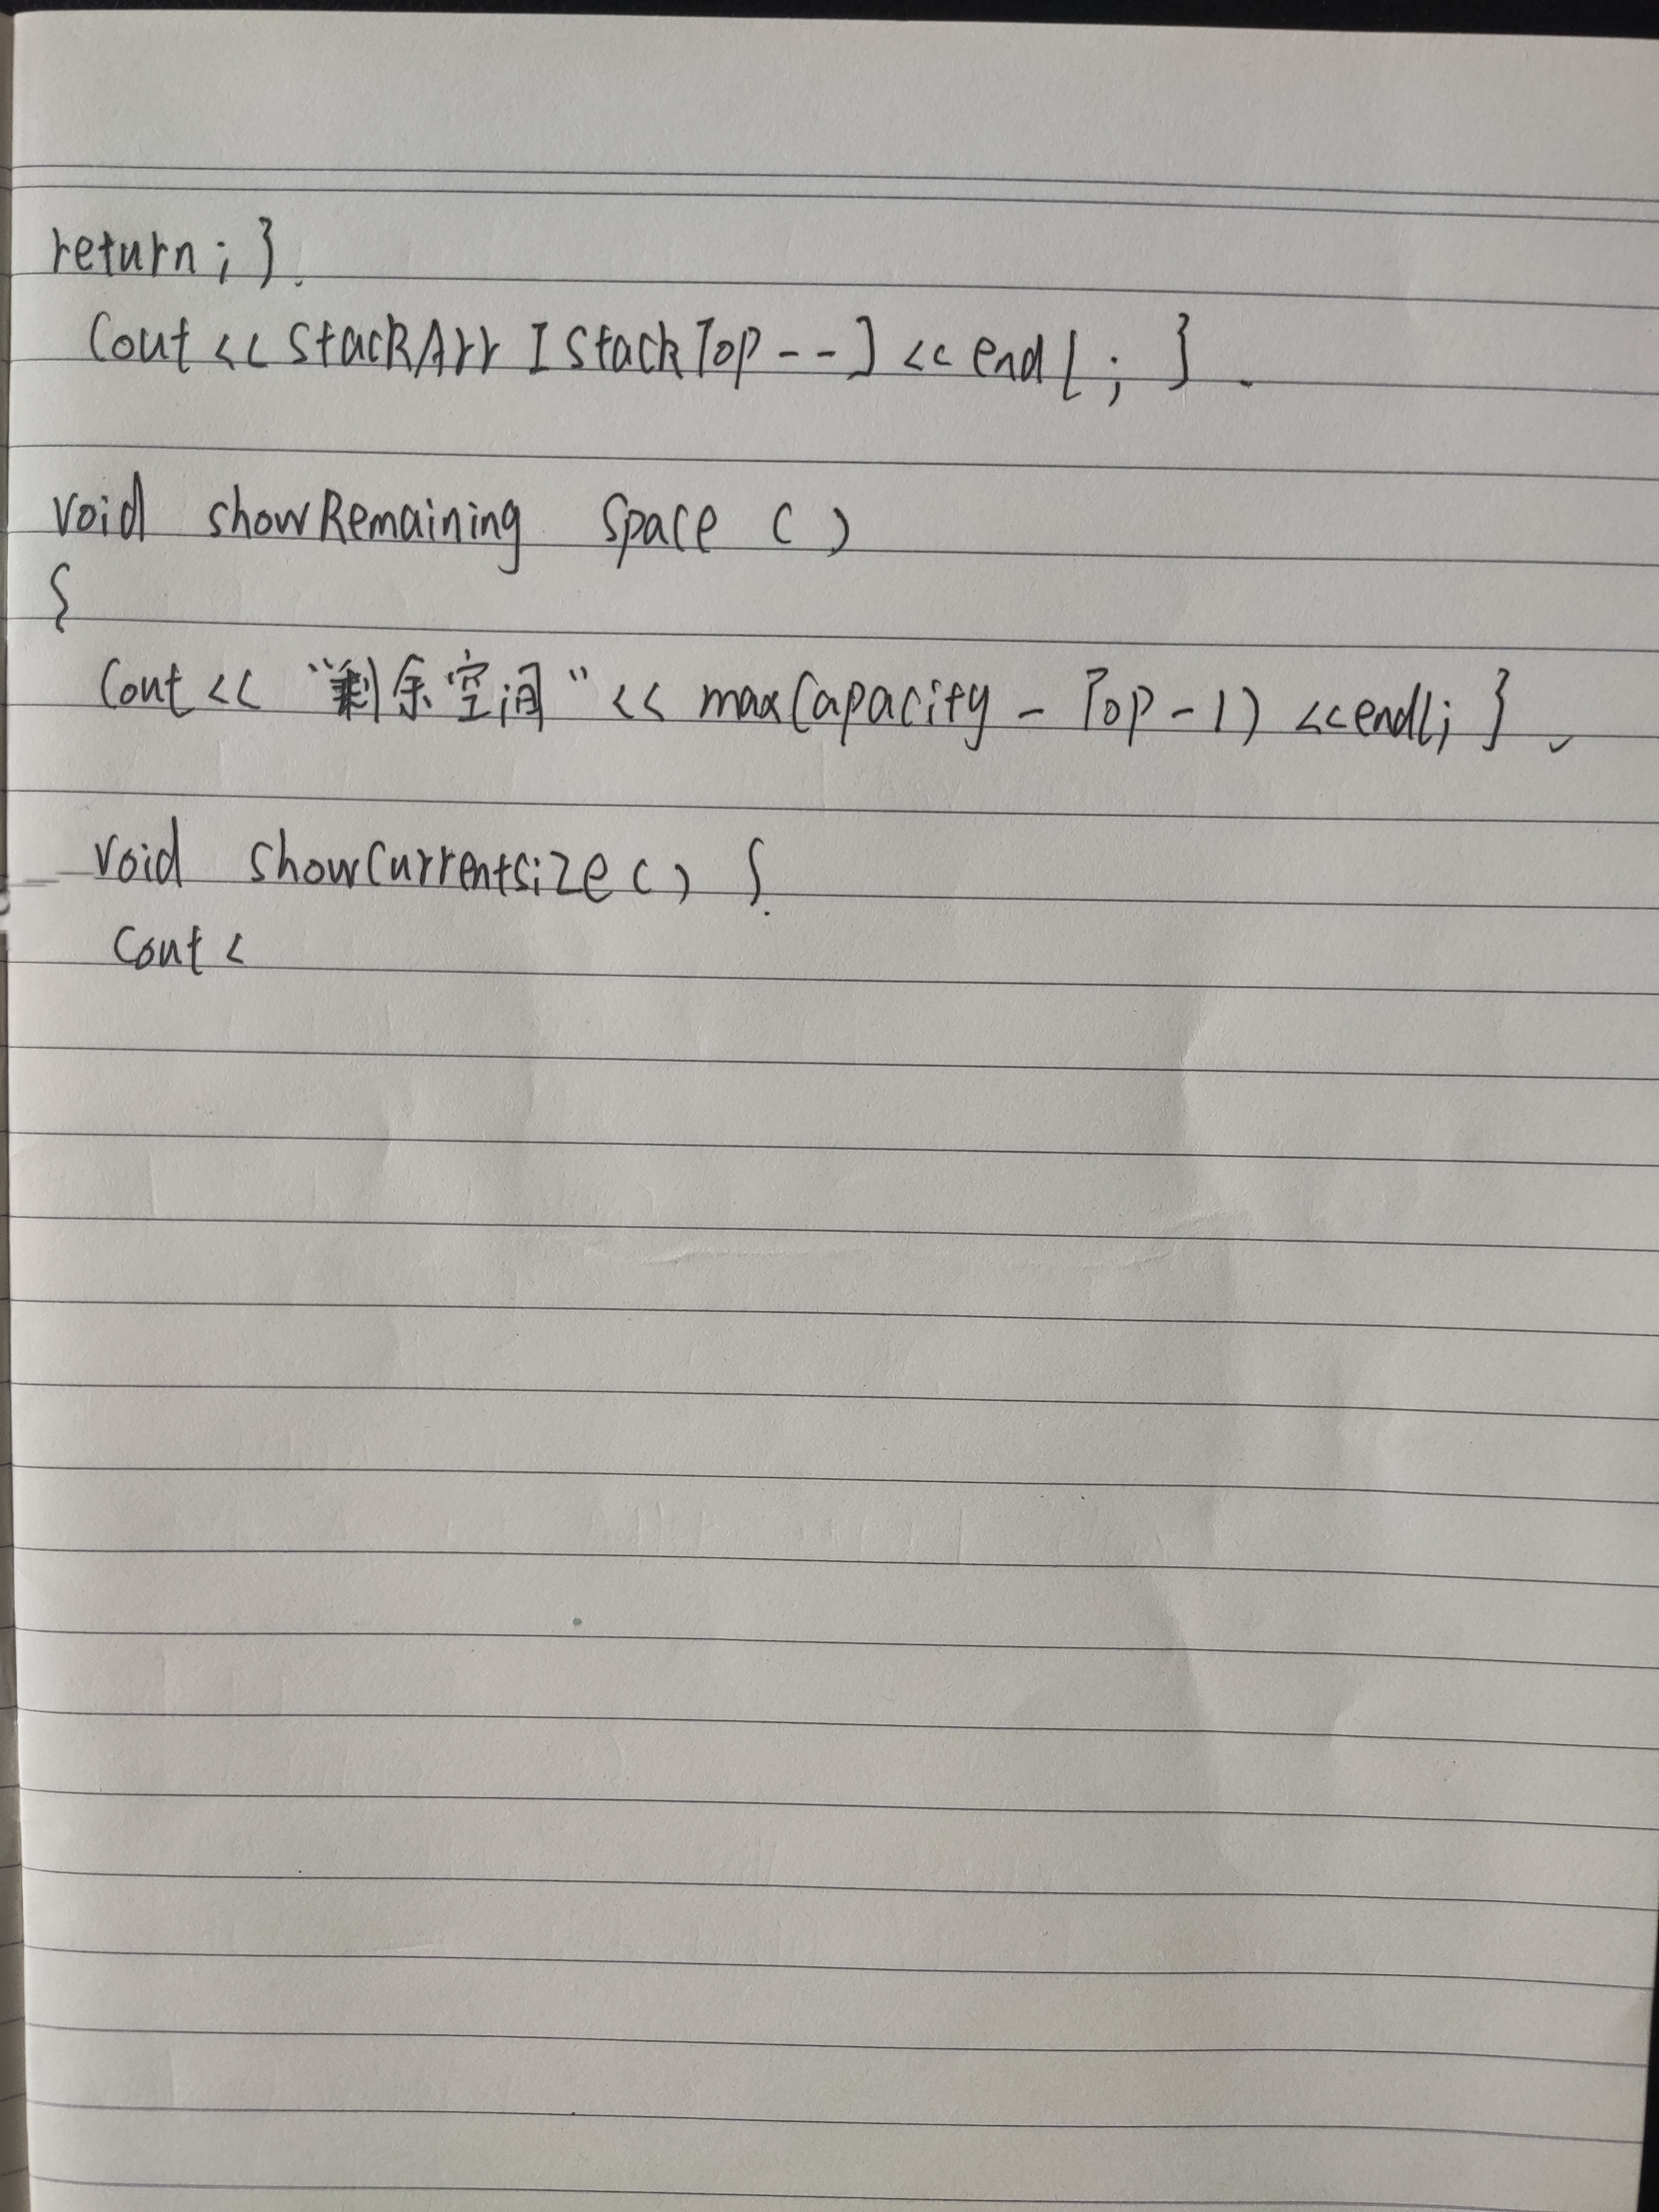 return ; }.
Cout << StackArr [StackTop--] << endl ; } .
void showRemaining Space ( )
{
Cout << "剩余空间" << maxCapacity - Top - 1) << endl; } .
void showCurrentsize ( ) {.
Cout <